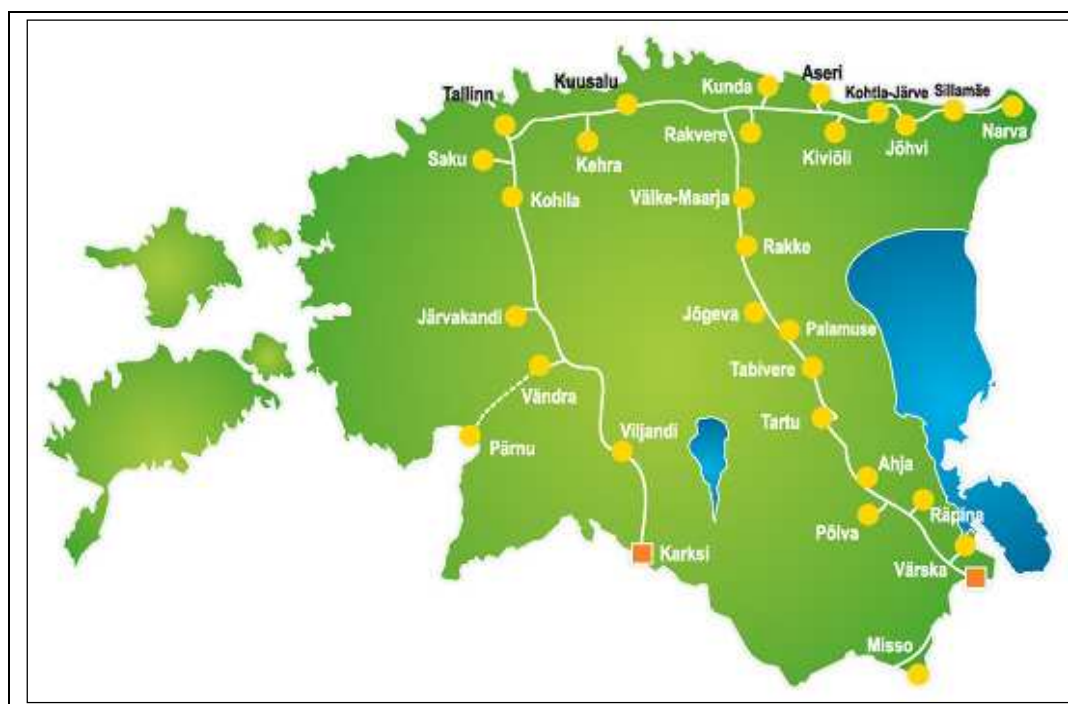 Tallinn
Kuusalu
Kunda
Aseri
Kohtla-Järve
Sillamäe
Saku
Kehra
Rakvere
Kiviõli
Jõhvi
Narva
Kohila
Välke-Maarja
Rakke
Järvakandi
Jõgeva
Palamuse
Vändra
Tabivere
Pärnu
Viljandi
Tartu
Ahja
Põlva
Räpina
Karksi
Värska
Misso